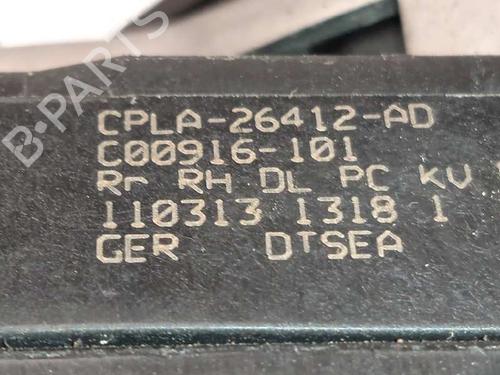 B-PARTS
CPLA-26412-AD
C00916-101
Rr RH DL PC KV
110313 1318 1
GER DTSEA